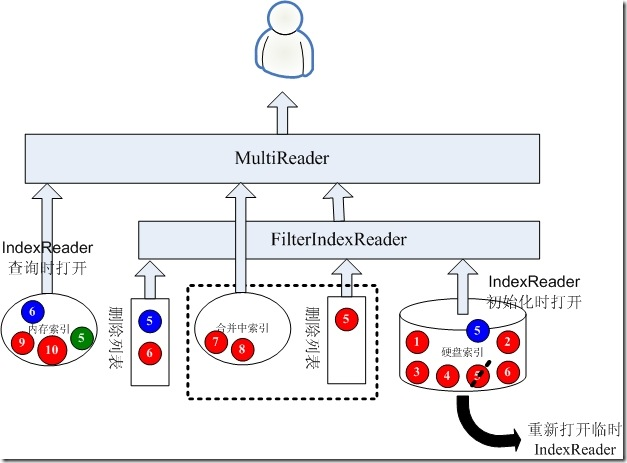 MultiReader
FilterIndexReader
IndexReader
查询时打开
IndexReader
初始化时打开
6
内存索引
9
10
5
删除列表
5
6
合并中索引
7
8
删除列表
5
5
1
2
硬盘索引
3
4
5
6
重新打开临时
IndexReader